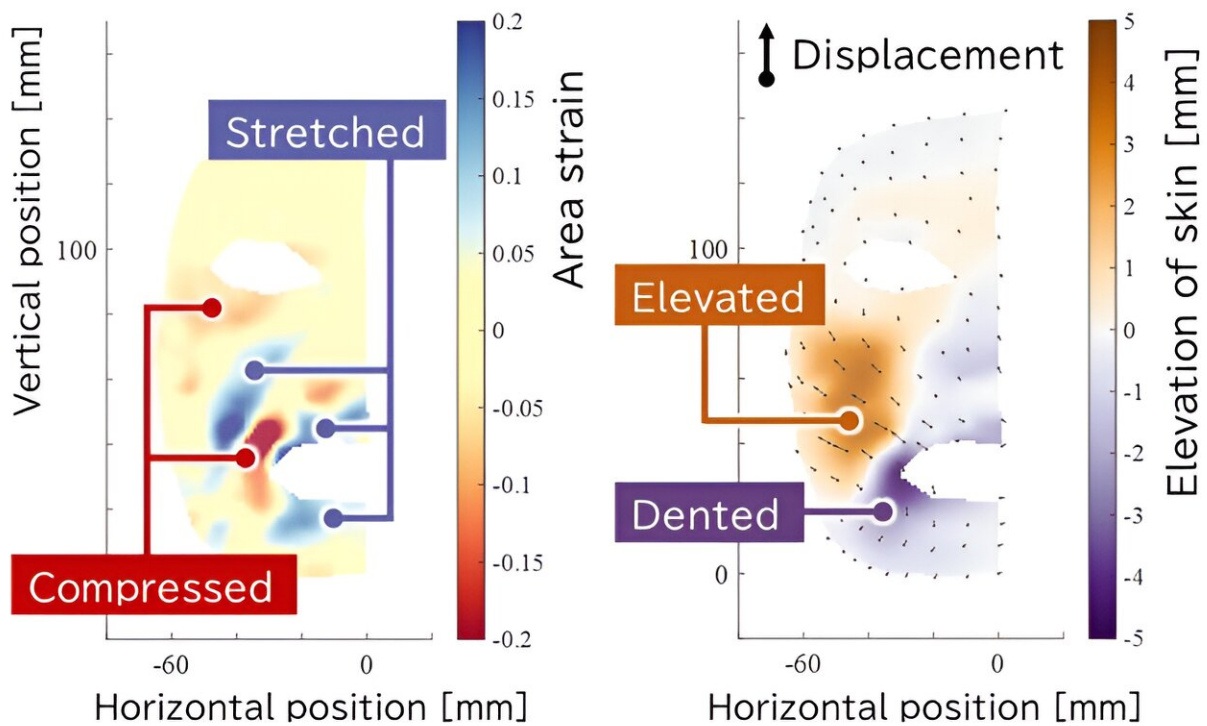 Vertical position [mm]
100
Stretched
Compressed
-60
0
Horizontal position [mm]
0.2
0.15
0.1
0.05
0
-0.05
-0.1
-0.15
-0.2
Area strain
Displacement
100
0
Elevated
Dented
-60
0
Horizontal position [mm]
5
4
3
2
1
0
-1
-2
-3
-4
-5
Elevation of skin [mm]